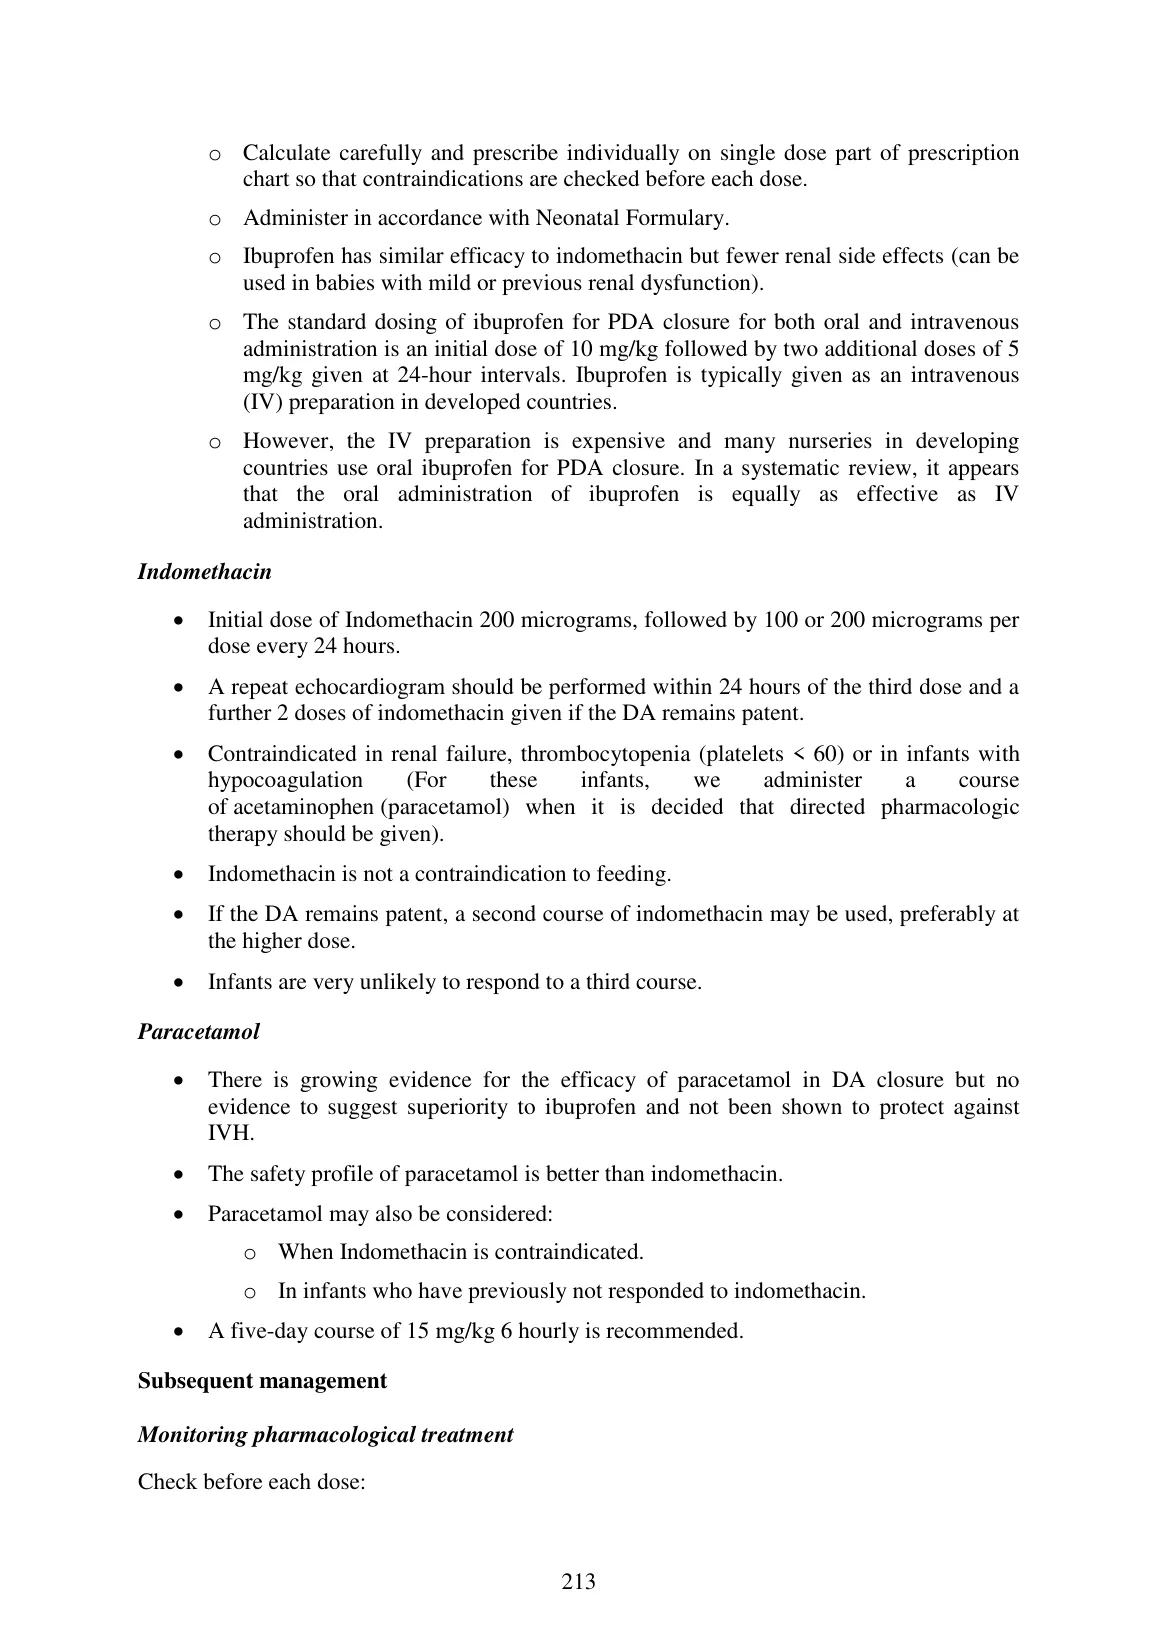 o Calculate carefully and prescribe individually on single dose part of prescription
chart so that contraindications are checked before each dose.
o Administer in accordance with Neonatal Formulary.
o Ibuprofen has similar efficacy to indomethacin but fewer renal side effects (can be
used in babies with mild or previous renal dysfunction).
o The standard dosing of ibuprofen for PDA closure for both oral and intravenous
administration is an initial dose of 10 mg/kg followed by two additional doses of 5
mg/kg given at 24-hour intervals. Ibuprofen is typically given as an intravenous
(IV) preparation in developed countries.
o However, the IV preparation is expensive and many nurseries in developing
countries use oral ibuprofen for PDA closure. In a systematic review, it appears
that the oral administration of ibuprofen is equally as effective as IV
administration.
Indomethacin
• Initial dose of Indomethacin 200 micrograms, followed by 100 or 200 micrograms per
dose every 24 hours.
• A repeat echocardiogram should be performed within 24 hours of the third dose and a
further 2 doses of indomethacin given if the DA remains patent.
• Contraindicated in renal failure, thrombocytopenia (platelets < 60) or in infants with
hypocoagulation (For these infants, we administer a course
of acetaminophen (paracetamol) when it is decided that directed pharmacologic
therapy should be given).
• Indomethacin is not a contraindication to feeding.
• If the DA remains patent, a second course of indomethacin may be used, preferably at
the higher dose.
• Infants are very unlikely to respond to a third course.
Paracetamol
• There is growing evidence for the efficacy of paracetamol in DA closure but no
evidence to suggest superiority to ibuprofen and not been shown to protect against
IVH.
• The safety profile of paracetamol is better than indomethacin.
• Paracetamol may also be considered:
o When Indomethacin is contraindicated.
o In infants who have previously not responded to indomethacin.
• A five-day course of 15 mg/kg 6 hourly is recommended.
Subsequent management
Monitoring pharmacological treatment
Check before each dose:
213